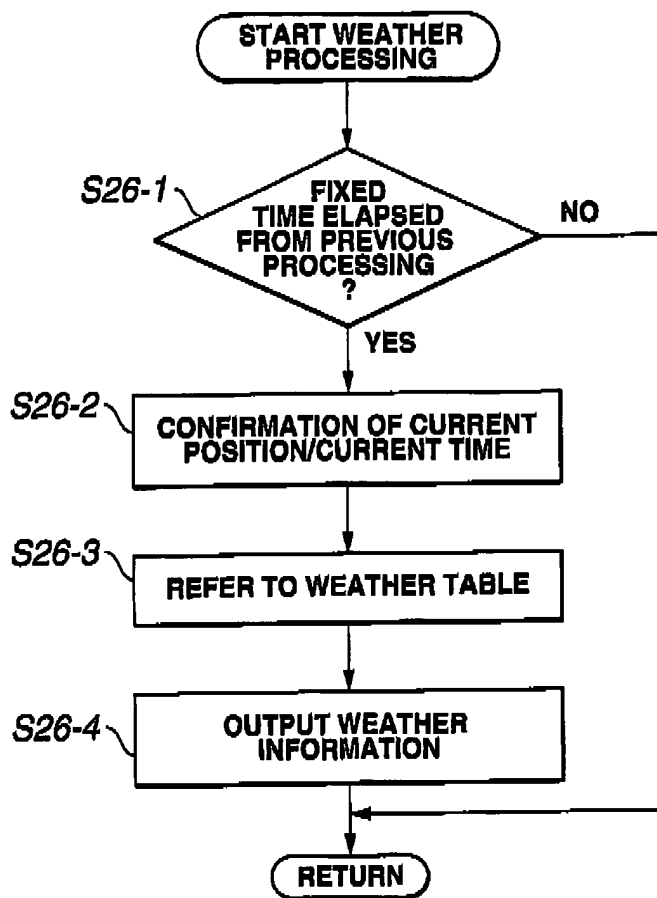 START WEATHER
PROCESSING
S26-1
FIXED
TIME ELAPSED
FROM PREVIOUS
PROCESSING
?
NO
YES
S26-2
CONFIRMATION OF CURRENT
POSITION/CURRENT TIME
S26-3
REFER TO WEATHER TABLE
S26-4
OUTPUT WEATHER
INFORMATION
RETURN